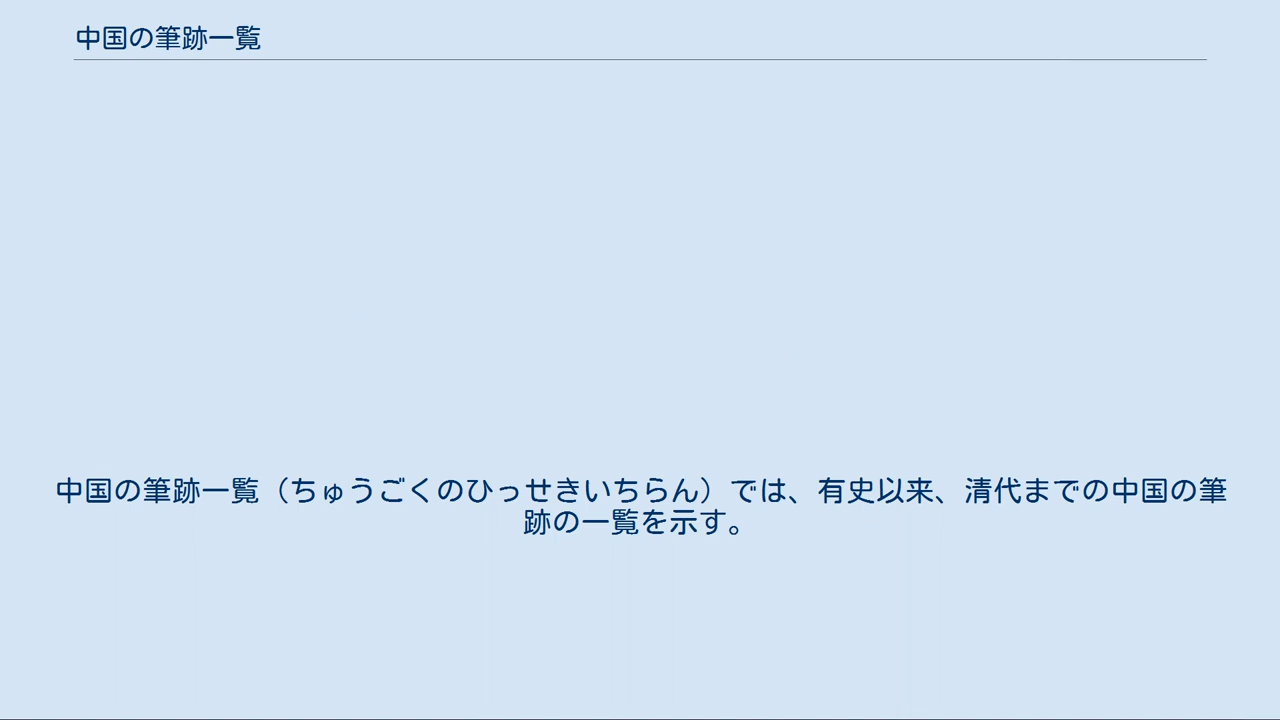 中国の筆跡一覧
中国の筆跡一覧（ちゅうごくのひっせきいちらん）では、有史以来、清代までの中国の筆
跡の一覧を示す。